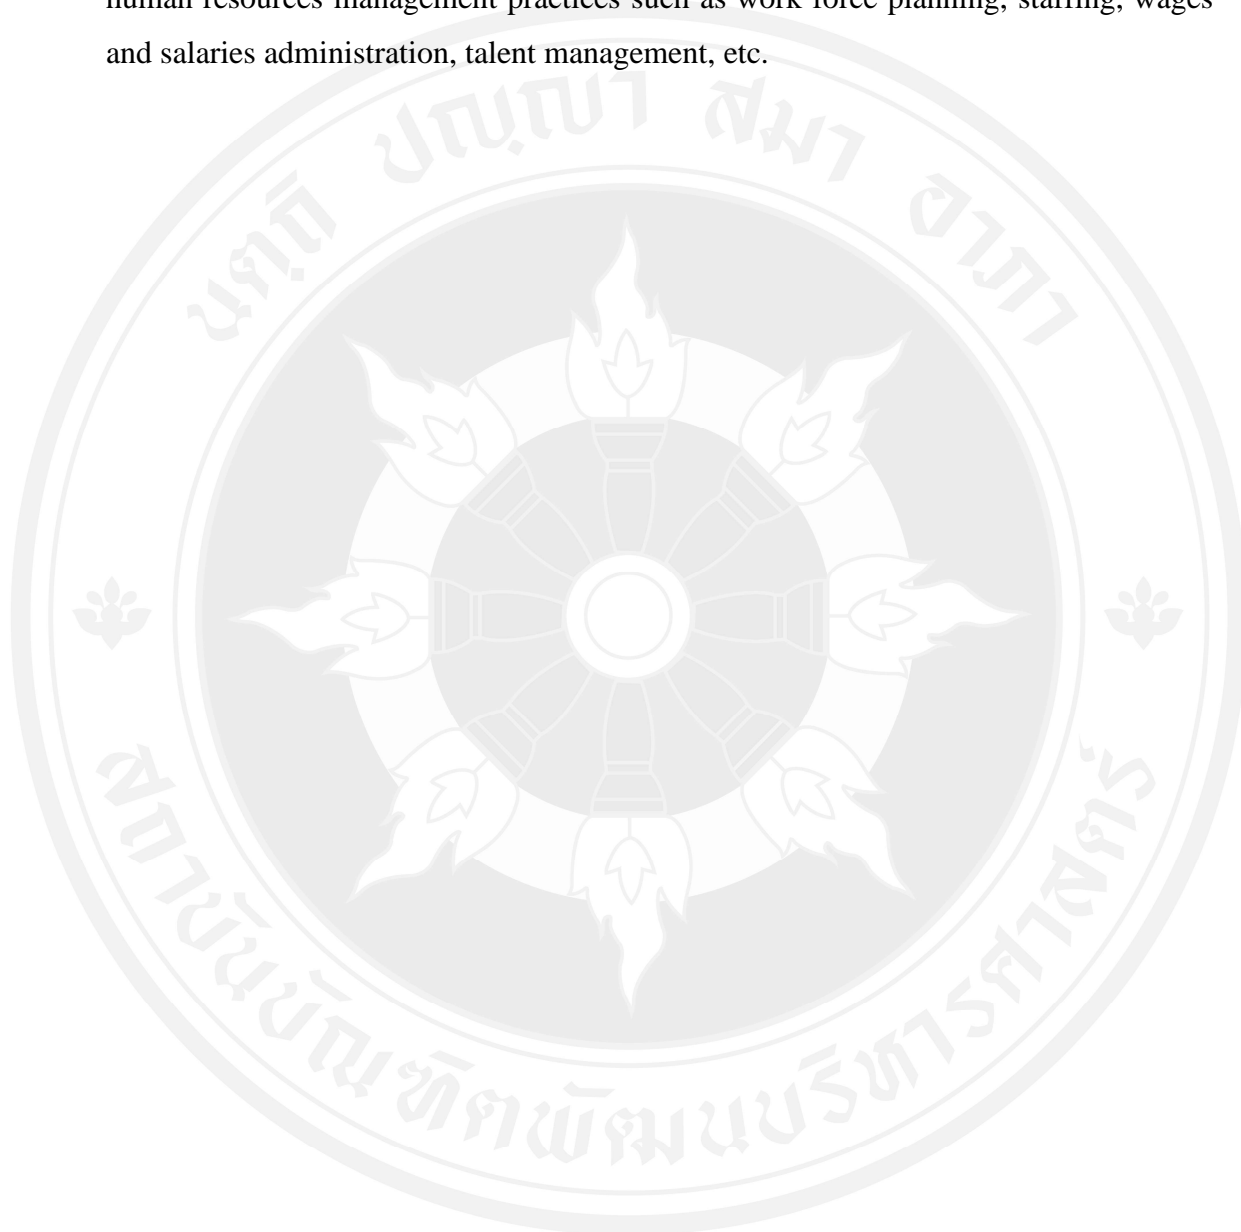 human resources management practices such as work force planning, staffing, wages
and salaries administration, talent management, etc.
นตฺถิ ปญฺญา สมา อาภา
สถาบันบัณฑิตพัฒนบริหารศาสตร์